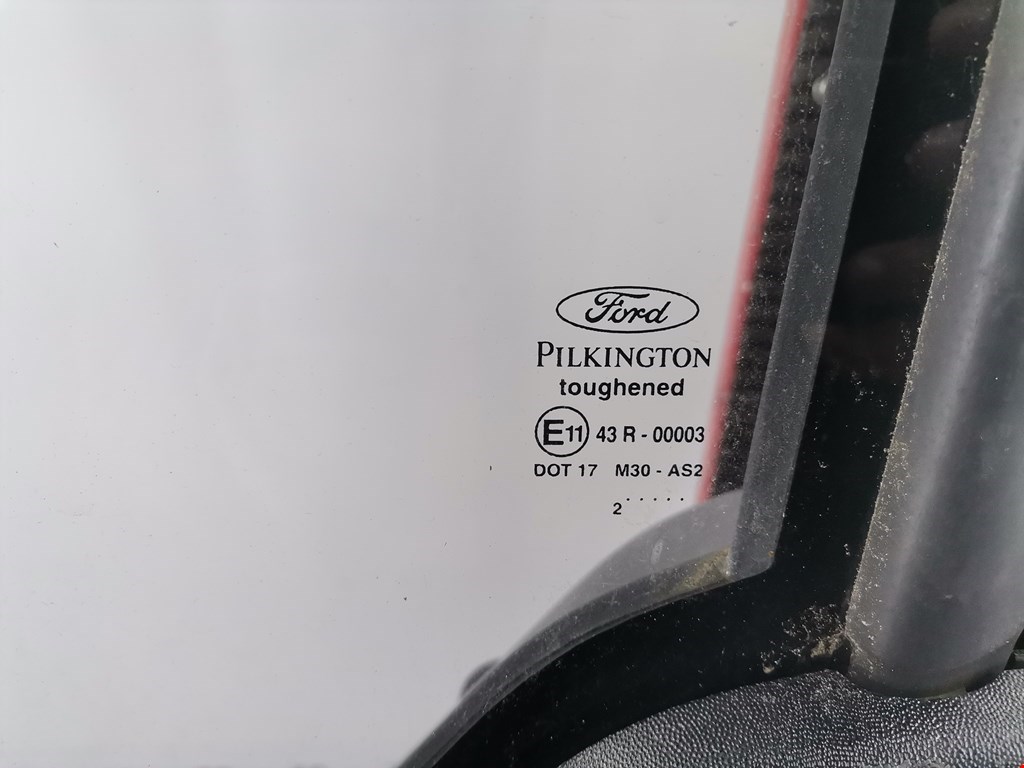 Ford
PILKINGTON
toughened
E11 43 R - 00003
DOT 17 M30 - AS2
2 ······